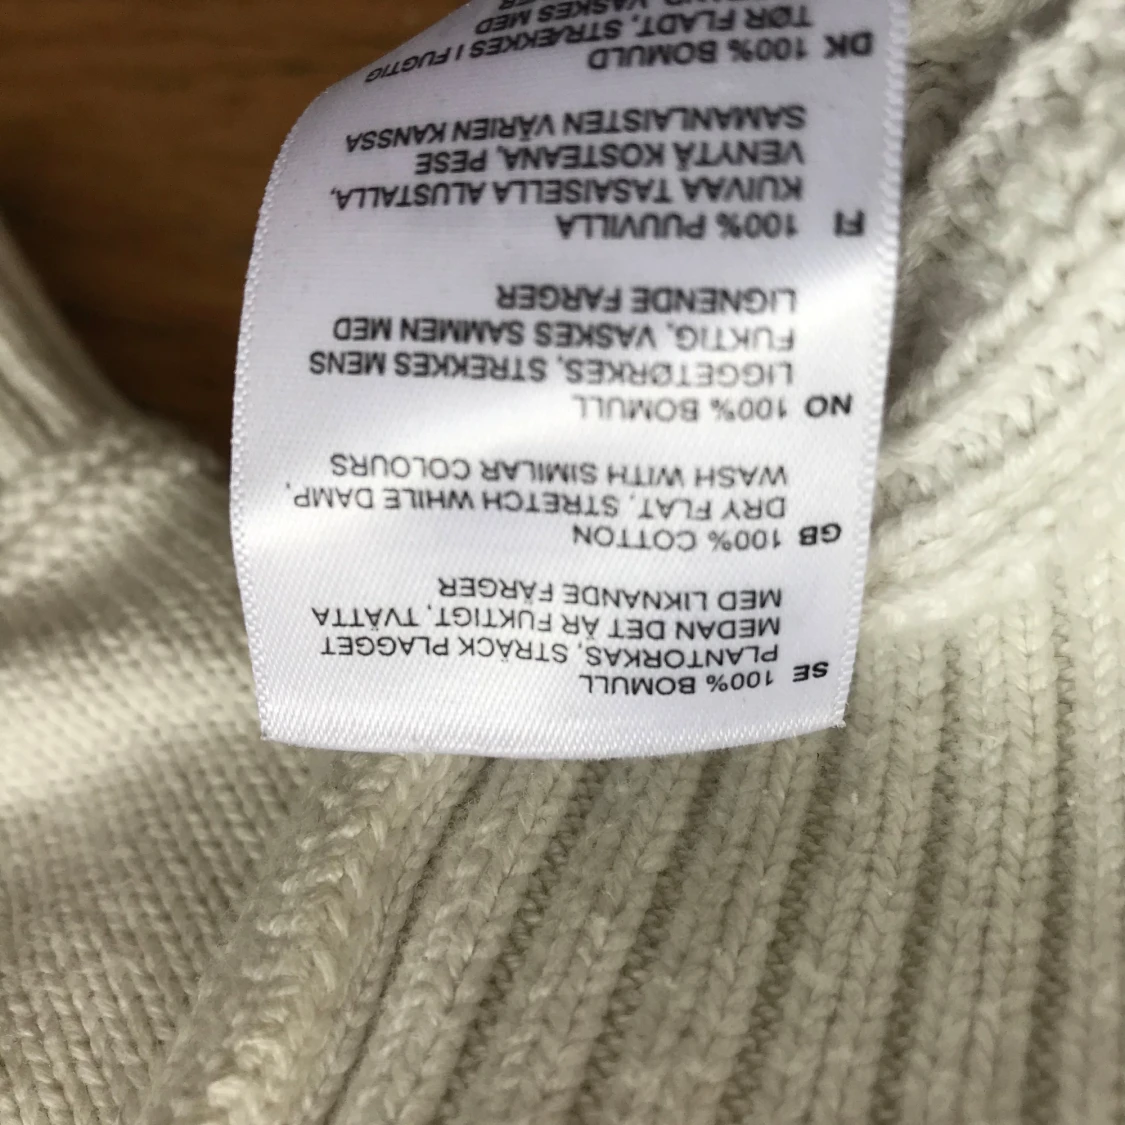 SE 100% BOMULL
PLANTORKAS, STRÄCK PLAGGET
MEDAN DET ÄR FUKTIGT, TVÄTTA
MED LIKNANDE FÄRGER
GB 100% COTTON
DRY FLAT, STRETCH WHILE DAMP,
WASH WITH SIMILAR COLOURS
NO 100% BOMULL
LIGGETØRKES, STREKKES MENS
FUKTIG, VASKES SAMMEN MED
LIGNENDE FARGER
FI 100% PUUVILLA
KUIVAA TASAISELLA ALUSTALLA,
VENYTÄ KOSTEANA, PESE
SAMANLAISTEN VÄRIEN KANSSA
DK 100% BOMULD
TØR FLADT, STRÆKKES I FUGTIG
VASKES MED